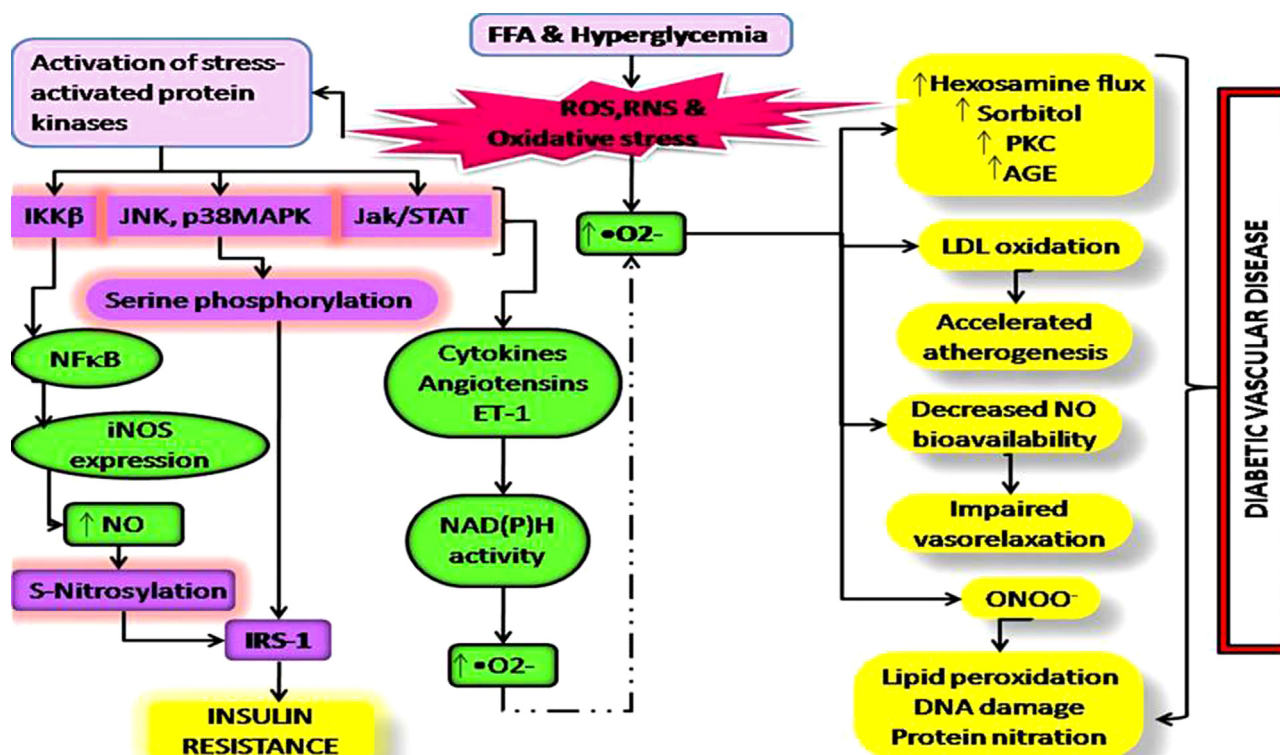 FFA & Hyperglycemia
ROS,RNS &
Oxidative stress
Activation of stress-
activated protein
kinases
IKKβ
JNK, p38MAPK
Jak/STAT
Serine phosphorylation
NFκB
iNOS
expression
↑ NO
S-Nitrosylation
IRS-1
INSULIN
RESISTANCE
Cytokines
Angiotensins
ET-1
NAD(P)H
activity
↑ •O2-
↑ •O2-
↑ Hexosamine flux
↑ Sorbitol
↑ PKC
↑ AGE
LDL oxidation
Accelerated
atherogenesis
Decreased NO
bioavailability
Impaired
vasorelaxation
ONOO⁻
Lipid peroxidation
DNA damage
Protein nitration
DIABETIC VASCULAR DISEASE